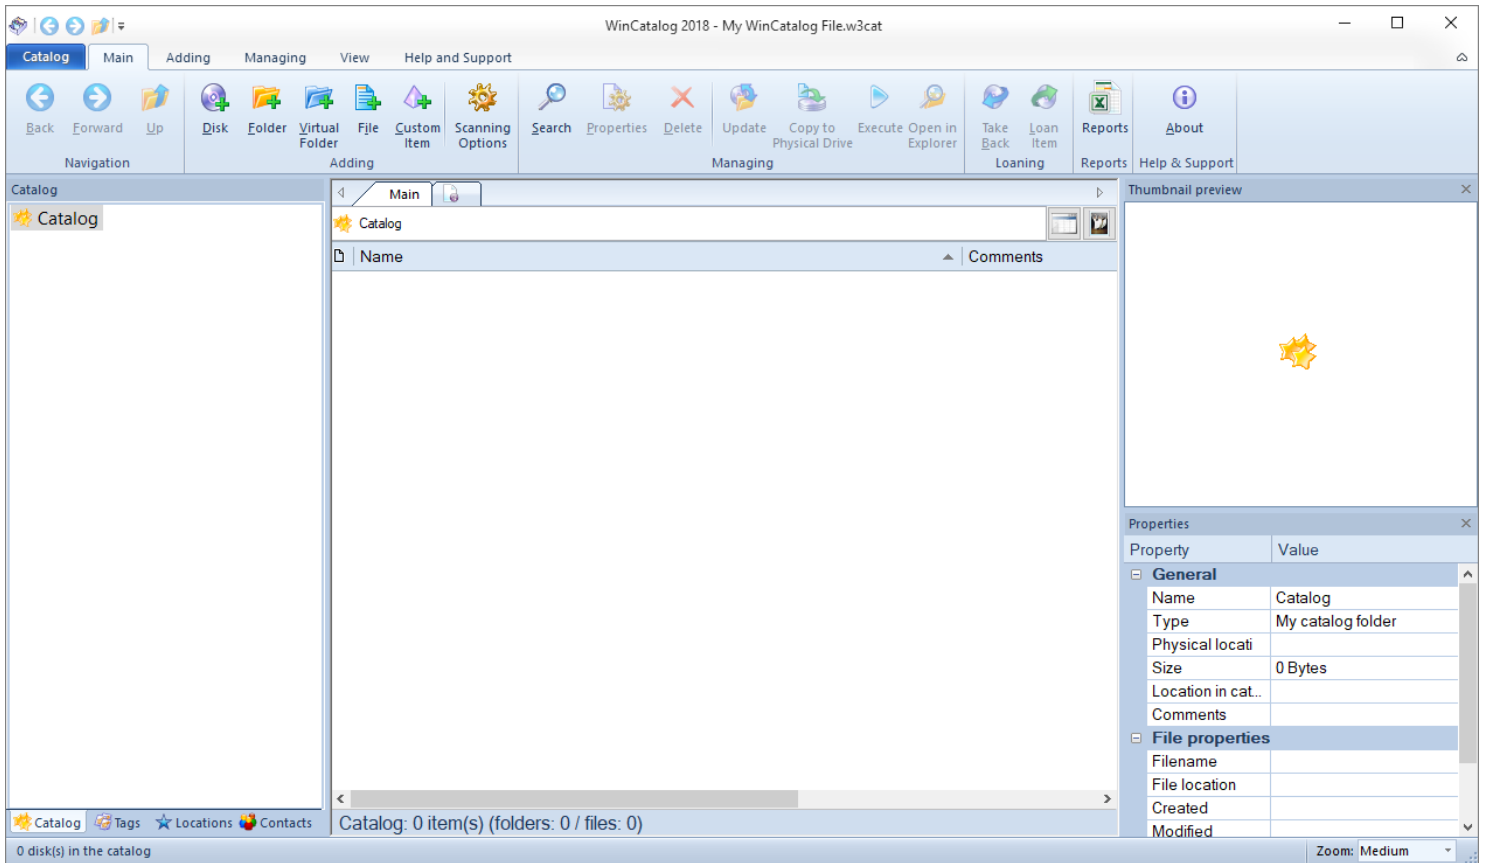 WinCatalog 2018 - My WinCatalog File.w3cat
Catalog Main Adding Managing View Help and Support
Back Forward Up Disk Folder Virtual Folder File Custom Item Scanning Options Search Properties Delete Update Copy to Physical Drive Execute Open in Explorer Take Back Loan Item Reports About
Navigation Adding Managing Loaning Reports Help & Support
Catalog
Catalog
Main
Catalog
Name Comments
Thumbnail preview
Properties
Property Value
General
Name Catalog
Type My catalog folder
Physical locati
Size 0 Bytes
Location in cat...
Comments
File properties
Filename
File location
Created
Modified
Catalog Tags Locations Contacts
Catalog: 0 item(s) (folders: 0 / files: 0)
0 disk(s) in the catalog
Zoom: Medium